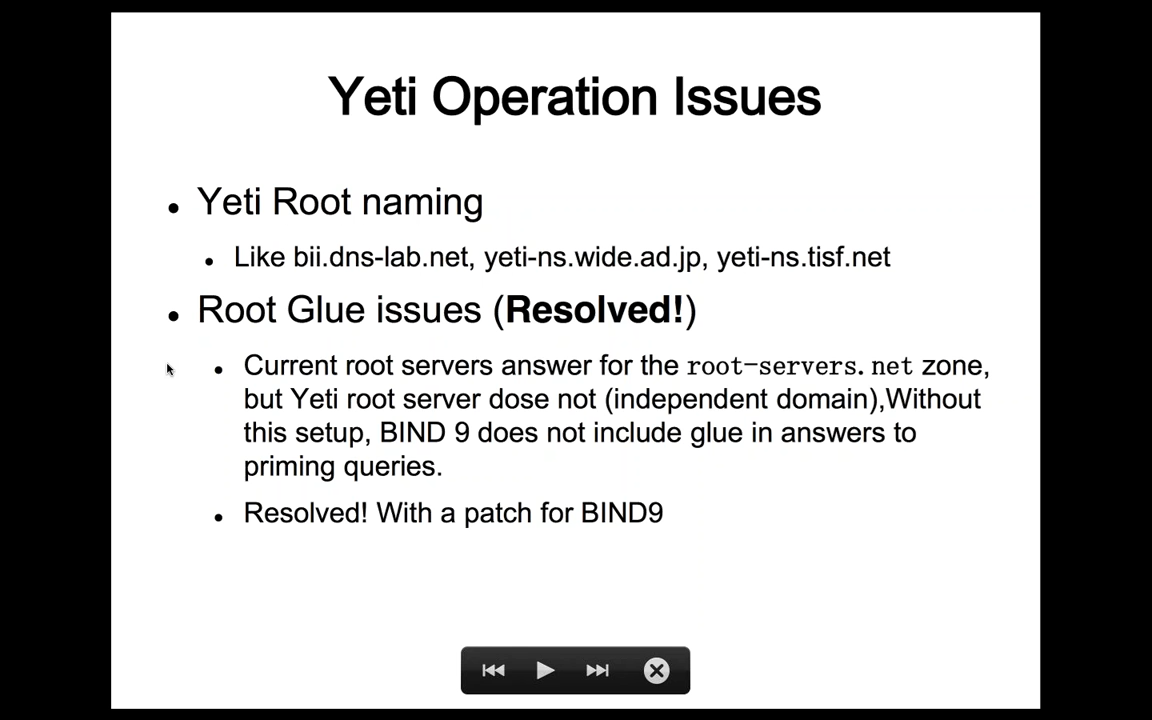 Yeti Operation Issues
Yeti Root naming
Like bii.dns-lab.net, yeti-ns.wide.ad.jp, yeti-ns.tisf.net
Root Glue issues (Resolved!)
Current root servers answer for the root-servers.net zone,
but Yeti root server dose not (independent domain),Without
this setup, BIND 9 does not include glue in answers to
priming queries.
Resolved! With a patch for BIND9